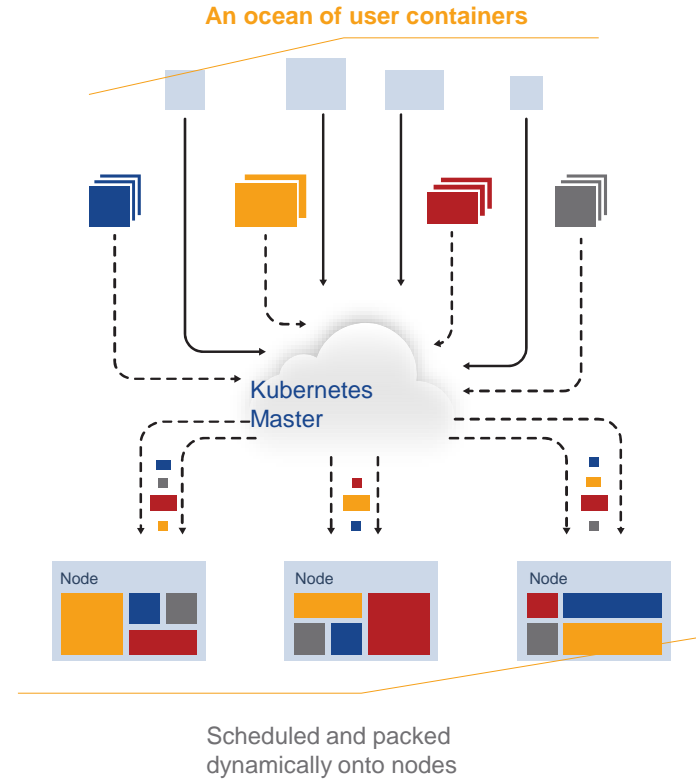 An ocean of user containers
Kubernetes
Master
Node
Node
Node
Scheduled and packed
dynamically onto nodes